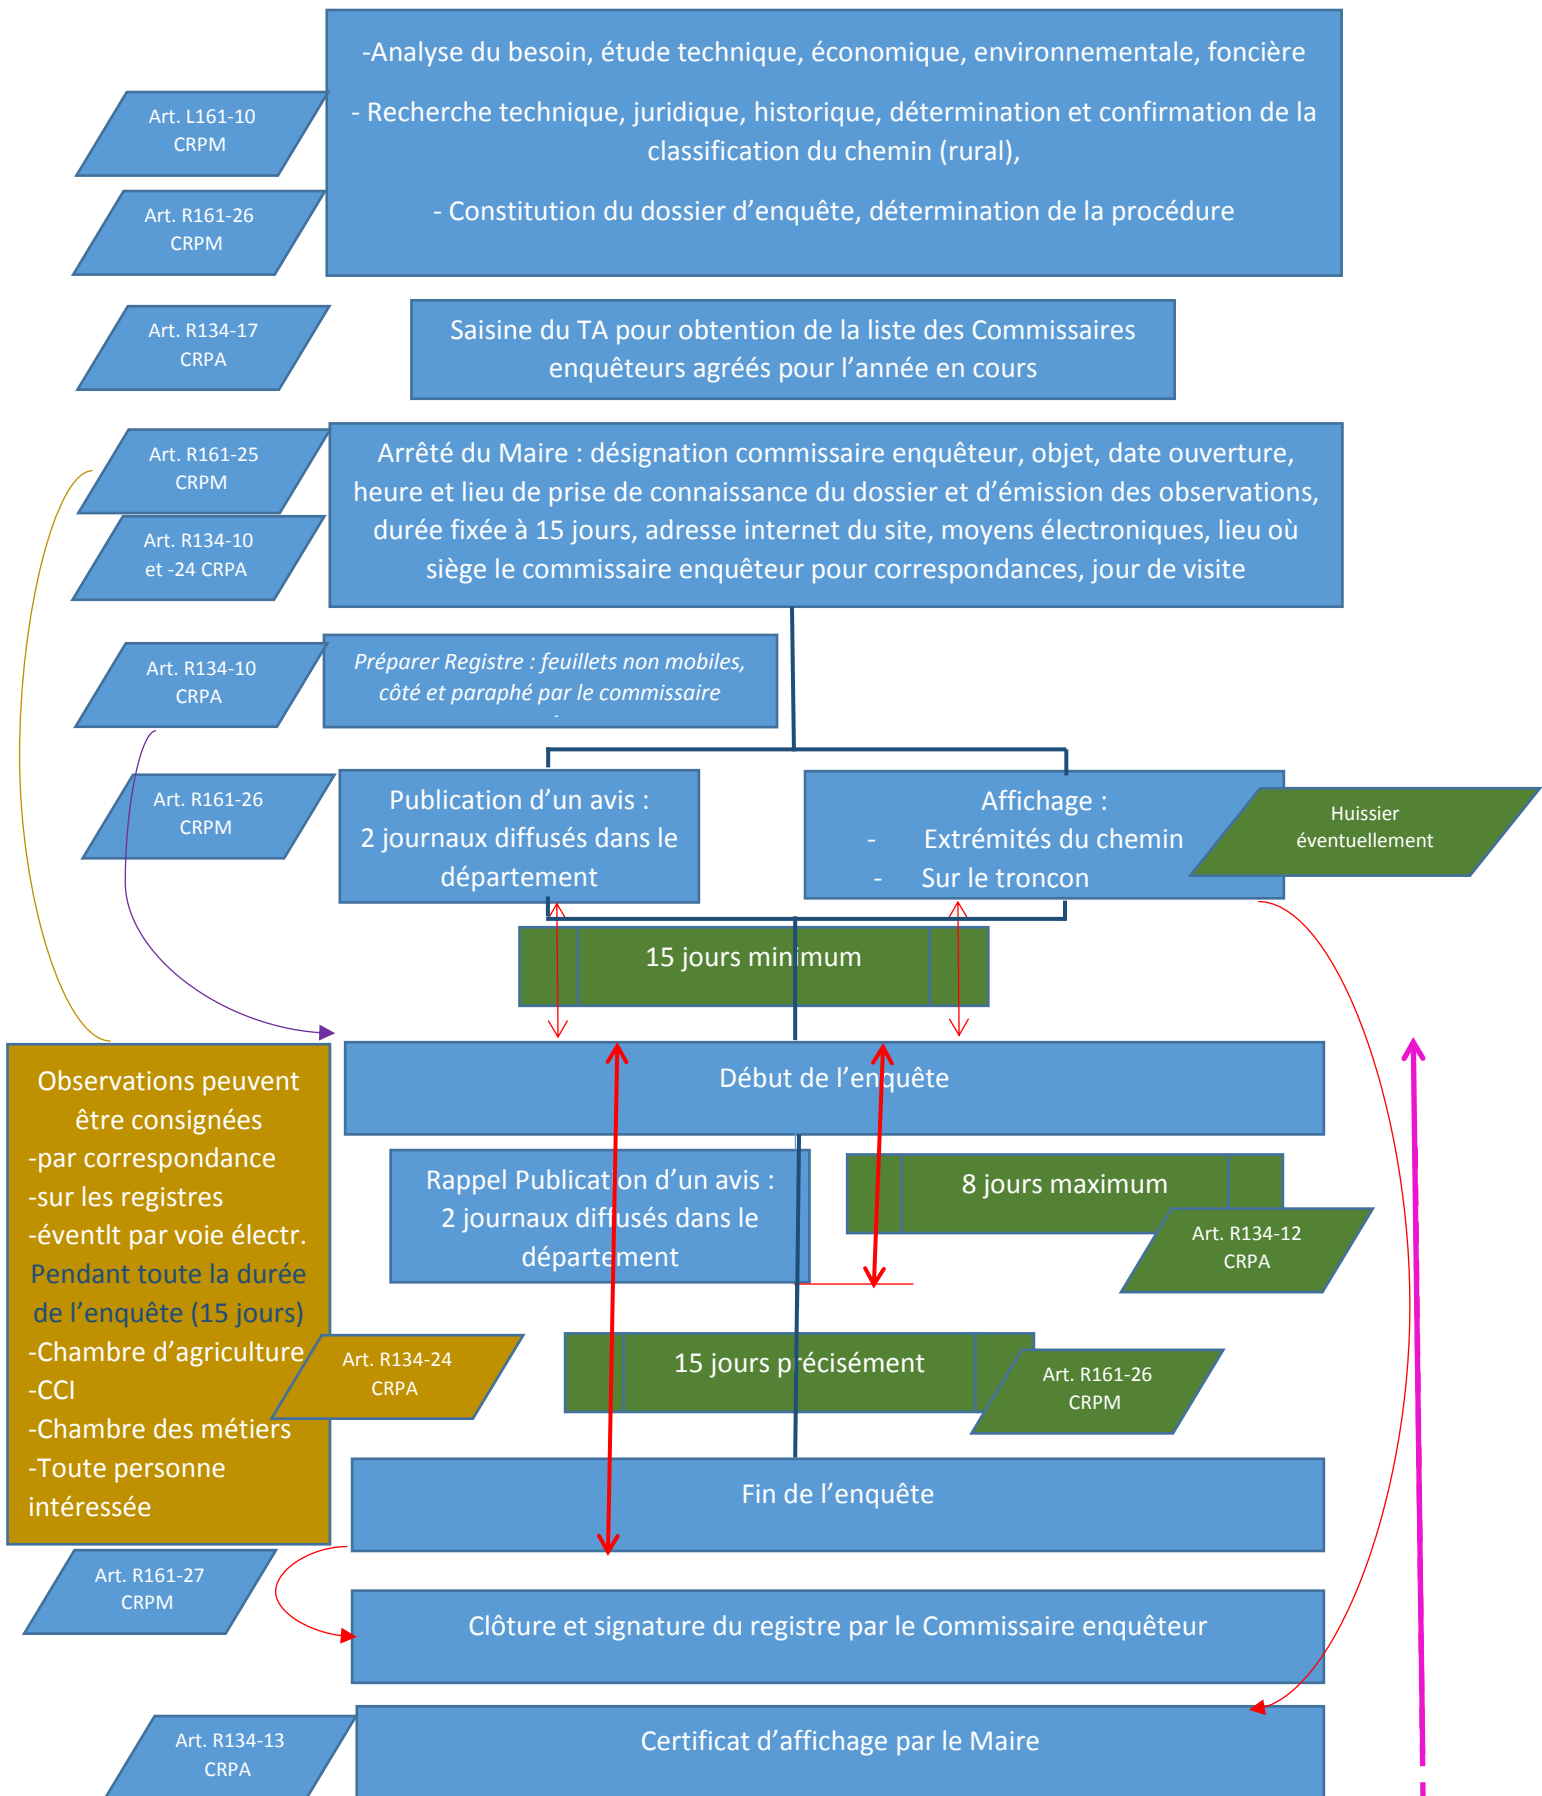 -Analyse du besoin, étude technique, économique, environnementale, foncière
Art. L161-10
CRPM
- Recherche technique, juridique, historique, détermination et confirmation de la
classification du chemin (rural),
Art. R161-26
CRPM
- Constitution du dossier d’enquête, détermination de la procédure
Art. R134-17
CRPA
Saisine du TA pour obtention de la liste des Commissaires
enquêteurs agréés pour l’année en cours
Art. R161-25
CRPM
Art. R134-10
et -24 CRPA
Arrêté du Maire : désignation commissaire enquêteur, objet, date ouverture,
heure et lieu de prise de connaissance du dossier et d’émission des observations,
durée fixée à 15 jours, adresse internet du site, moyens électroniques, lieu où
siège le commissaire enquêteur pour correspondances, jour de visite
Art. R134-10
CRPA
Préparer Registre : feuillets non mobiles,
côté et paraphé par le commissaire
Art. R161-26
CRPM
Publication d’un avis :
2 journaux diffusés dans le
département
Affichage :
- Extrémités du chemin
- Sur le troncon
Huissier
éventuellement
15 jours minimum
Début de l’enquête
Observations peuvent
être consignées
-par correspondance
-sur les registres
-éventlt par voie électr.
Pendant toute la durée
de l’enquête (15 jours)
-Chambre d’agriculture
-CCI
-Chambre des métiers
-Toute personne
intéressée
Rappel Publication d’un avis :
2 journaux diffusés dans le
département
8 jours maximum
Art. R134-12
CRPA
Art. R134-24
CRPA
15 jours précisément
Art. R161-26
CRPM
Fin de l’enquête
Art. R161-27
CRPM
Clôture et signature du registre par le Commissaire enquêteur
Art. R134-13
CRPA
Certificat d’affichage par le Maire